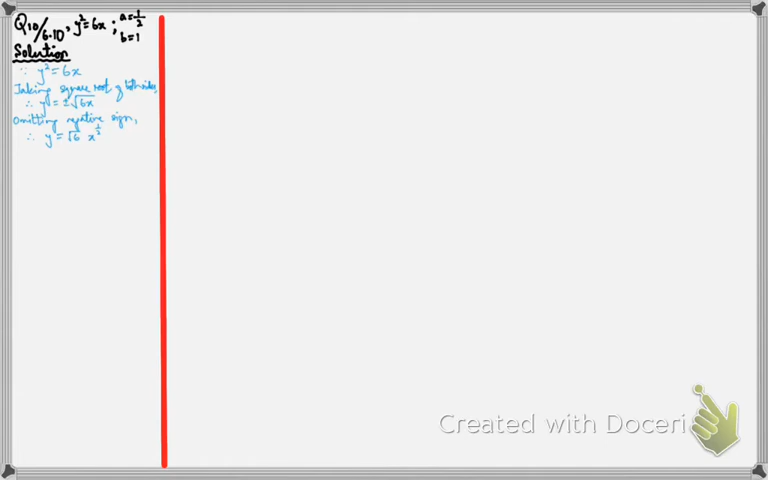 Q10/6.10, y²=6x ; a=1/2
b=1
Solution
∵ y² = 6x
Taking square root of both sides,
∴ y = ±√6x
Omitting negative sign,
∴ y = √6 x^1/2
Created with Doceri